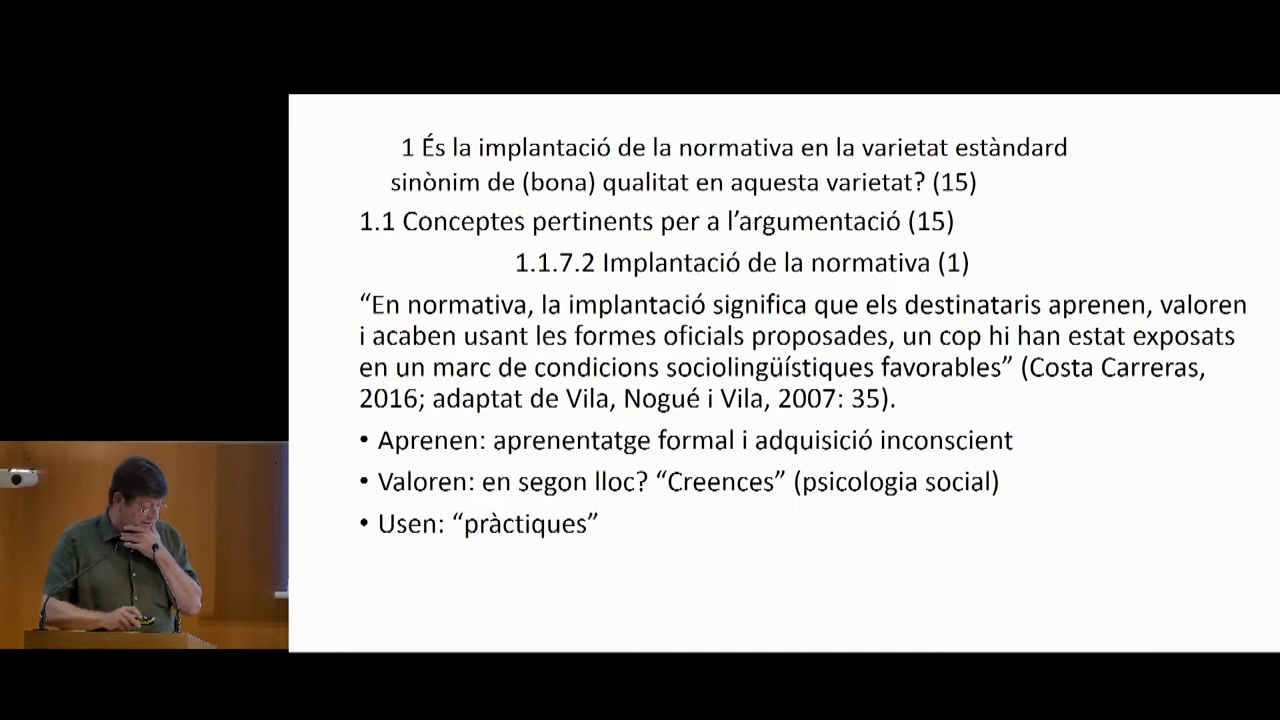 1 És la implantació de la normativa en la varietat estàndard
sinònim de (bona) qualitat en aquesta varietat? (15)
1.1 Conceptes pertinents per a l’argumentació (15)
1.1.7.2 Implantació de la normativa (1)
“En normativa, la implantació significa que els destinataris aprenen, valoren
i acaben usant les formes oficials proposades, un cop hi han estat exposats
en un marc de condicions sociolingüístiques favorables” (Costa Carreras,
2016; adaptat de Vila, Nogué i Vila, 2007: 35).
• Aprenen: aprenentatge formal i adquisició inconscient
• Valoren: en segon lloc? “Creences” (psicologia social)
• Usen: “pràctiques”